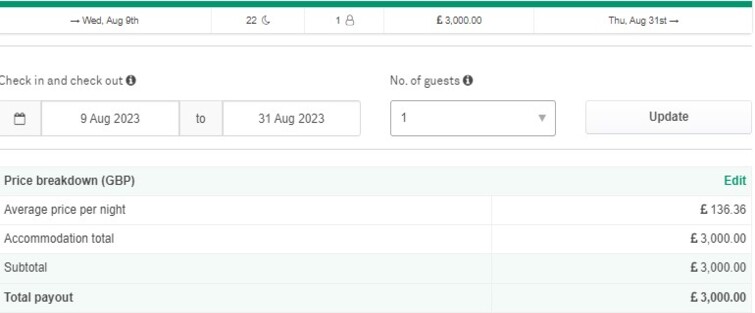 → Wed, Aug 9th 22 1 £ 3,000.00 Thu, Aug 31st →
Check in and check out No. of guests
9 Aug 2023 to 31 Aug 2023 1 Update
Price breakdown (GBP) Edit
Average price per night £ 136.36
Accommodation total £ 3,000.00
Subtotal £ 3,000.00
Total payout £ 3,000.00